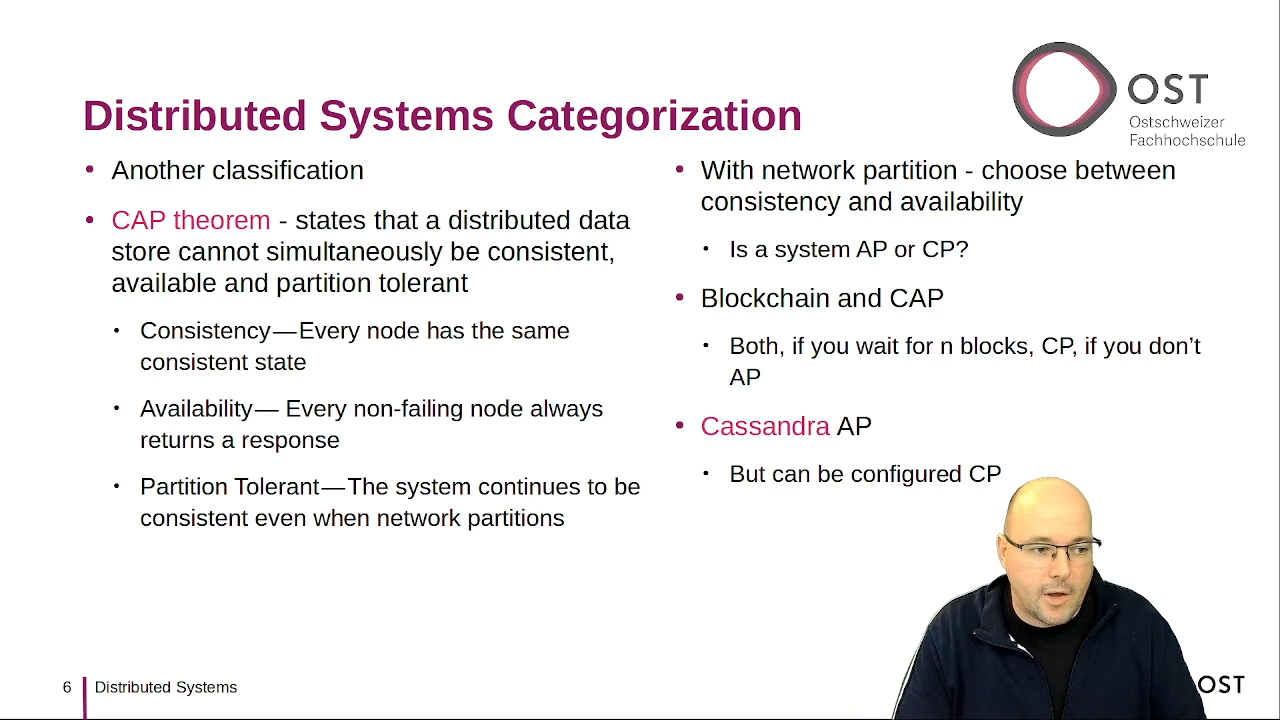 OST
Ostschweizer
Fachhochschule
Distributed Systems Categorization
• Another classification
• CAP theorem - states that a distributed data
store cannot simultaneously be consistent,
available and partition tolerant
• Consistency—Every node has the same
consistent state
• Availability— Every non-failing node always
returns a response
• Partition Tolerant—The system continues to be
consistent even when network partitions
• With network partition - choose between
consistency and availability
• Is a system AP or CP?
• Blockchain and CAP
• Both, if you wait for n blocks, CP, if you don’t
AP
• Cassandra AP
• But can be configured CP
6 Distributed Systems
OST